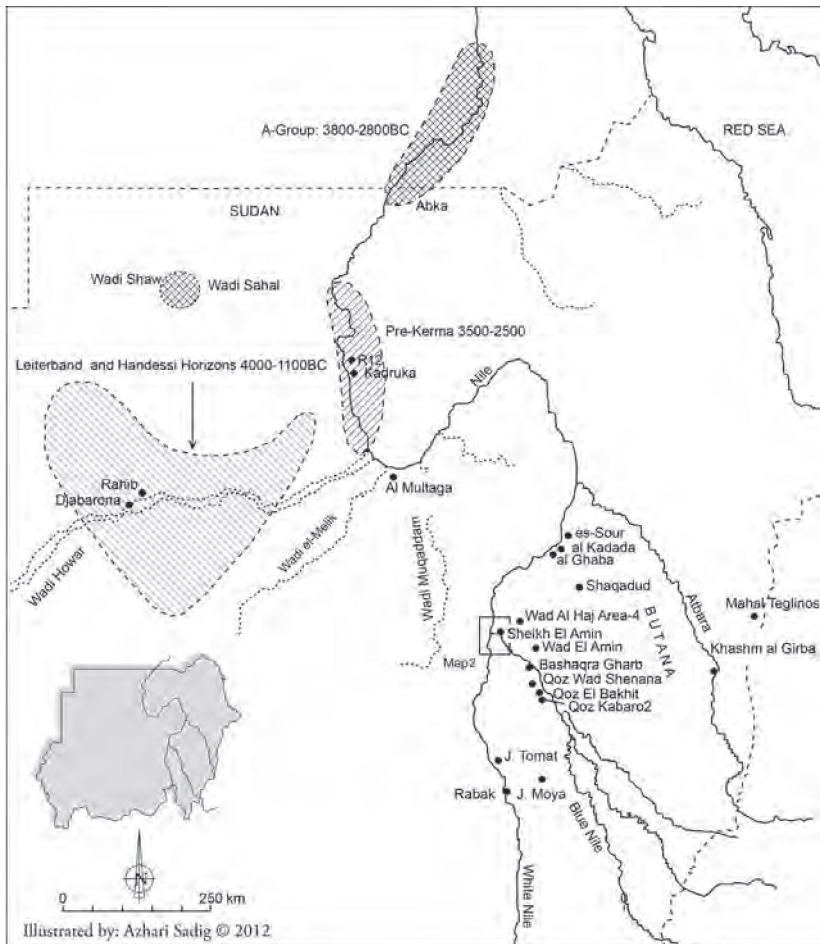 A-Group: 3800-2800BC
RED SEA
SUDAN
Abka
Wadi Shaw
Wadi Sahal
Pre-Kerma 3500-2500
R12
Kadruka
Leiterband and Handessi Horizons 4000-1100BC
Nile
Rahib
Djabarona
Al Multaga
Wadi Howar
Wadi el-Melik
Wadi Muqaddam
es-Sour
al Kadada
al Ghaba
Shaqadud
Atbara
Mahal Teglinos
Wad Al Haj Area-4
BUTANA
Sheikh El Amin
Wad El Amin
Khashm al Girba
Map2
Bashaqra Gharb
Qoz Wad Shenana
Qoz El Bakhit
Qoz Kabaro2
J. Tomat
Rabak
J. Moya
Blue Nile
White Nile
N
0 250 km
Illustrated by: Azhari Sadig © 2012